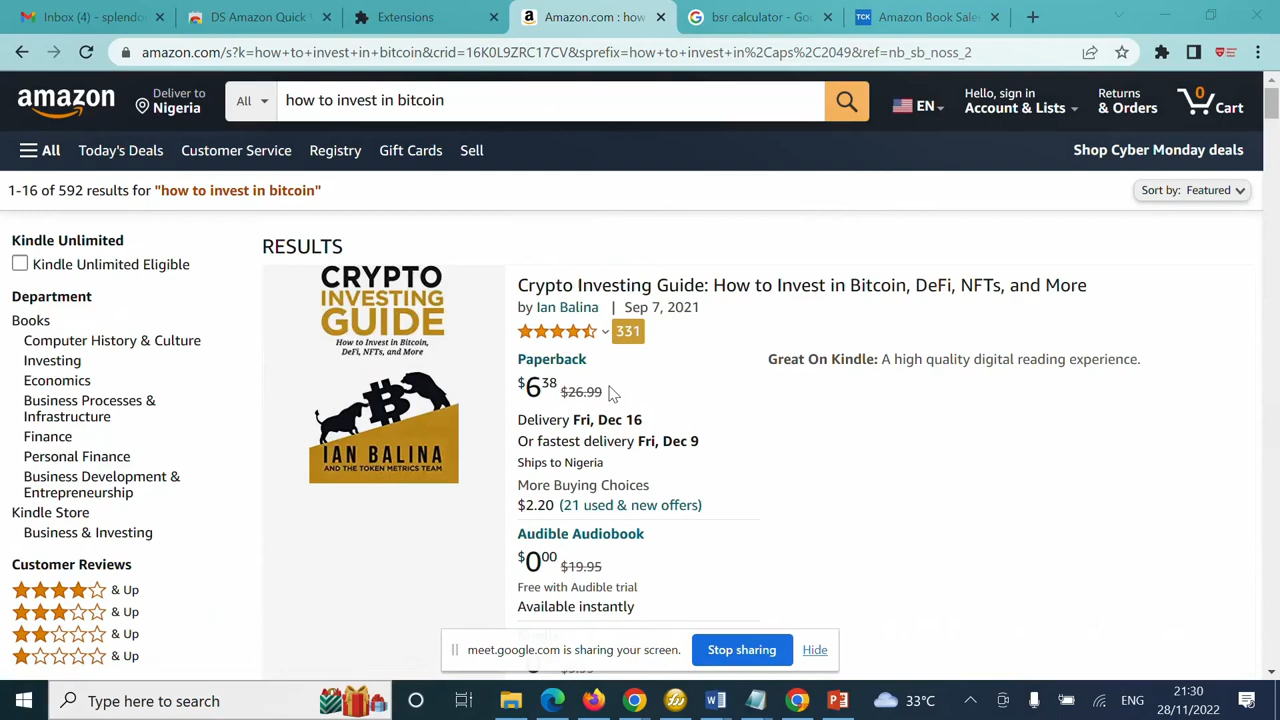 Inbox (4) - splendo
DS Amazon Quick
Extensions
Amazon.com : how
bsr calculator - Goo
Amazon Book Sale
amazon.com/s?k=how+to+invest+in+bitcoin&crid=16K0L9ZRC17CV&sprefix=how+to+invest+in%2Caps%2C2049&ref=nb_sb_noss_2
amazon
Deliver to
Nigeria
All
how to invest in bitcoin
EN
Hello, sign in
Account & Lists
Returns
& Orders
0
Cart
All
Today's Deals
Customer Service
Registry
Gift Cards
Sell
Shop Cyber Monday deals
1-16 of 592 results for "how to invest in bitcoin"
Sort by: Featured
Kindle Unlimited
Kindle Unlimited Eligible
Department
Books
Computer History & Culture
Investing
Economics
Business Processes &
Infrastructure
Finance
Personal Finance
Business Development &
Entrepreneurship
Kindle Store
Business & Investing
Customer Reviews
& Up
& Up
& Up
& Up
RESULTS
CRYPTO
INVESTING
GUIDE
How to Invest in Bitcoin,
DeFi, NFTs, and More
IAN BALINA
AND THE TOKEN METRICS TEAM
Crypto Investing Guide: How to Invest in Bitcoin, DeFi, NFTs, and More
by Ian Balina | Sep 7, 2021
331
Paperback
$6 38 $26.99
Delivery Fri, Dec 16
Or fastest delivery Fri, Dec 9
Ships to Nigeria
More Buying Choices
$2.20 (21 used & new offers)
Audible Audiobook
$0 00 $19.95
Free with Audible trial
Available instantly
Great On Kindle: A high quality digital reading experience.
meet.google.com is sharing your screen.
Stop sharing
Hide
Type here to search
33°C
ENG
21:30
28/11/2022